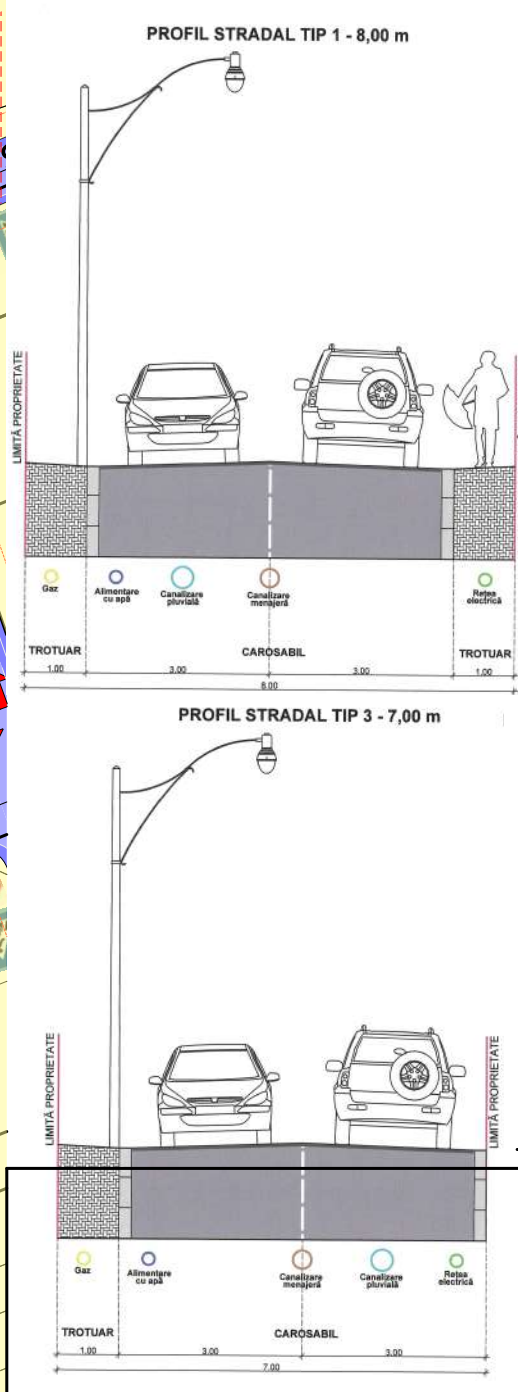 PROFIL STRADAL TIP 1 - 8,00 m
LIMITĂ PROPRIETATE
Gaz
Alimentare
cu apă
Canalizare
pluvială
Canalizare
menajeră
Rețea
electrică
TROTUAR
CAROSABIL
TROTUAR
1.00
3.00
3.00
1.00
8.00
PROFIL STRADAL TIP 3 - 7,00 m
LIMITĂ PROPRIETATE
LIMITĂ PROPRIETATE
Gaz
Alimentare
cu apă
Canalizare
menajeră
Canalizare
pluvială
Rețea
electrică
TROTUAR
CAROSABIL
1.00
3.00
3.00
7.00